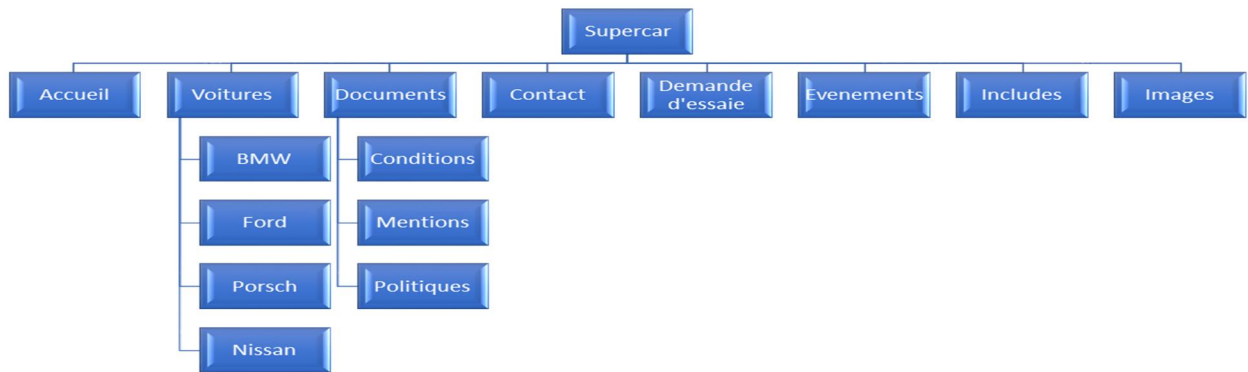 Supercar
Accueil
Voitures
Documents
Contact
Demande
d'essaie
Evenements
Includes
Images
BMW
Conditions
Ford
Mentions
Porsch
Politiques
Nissan